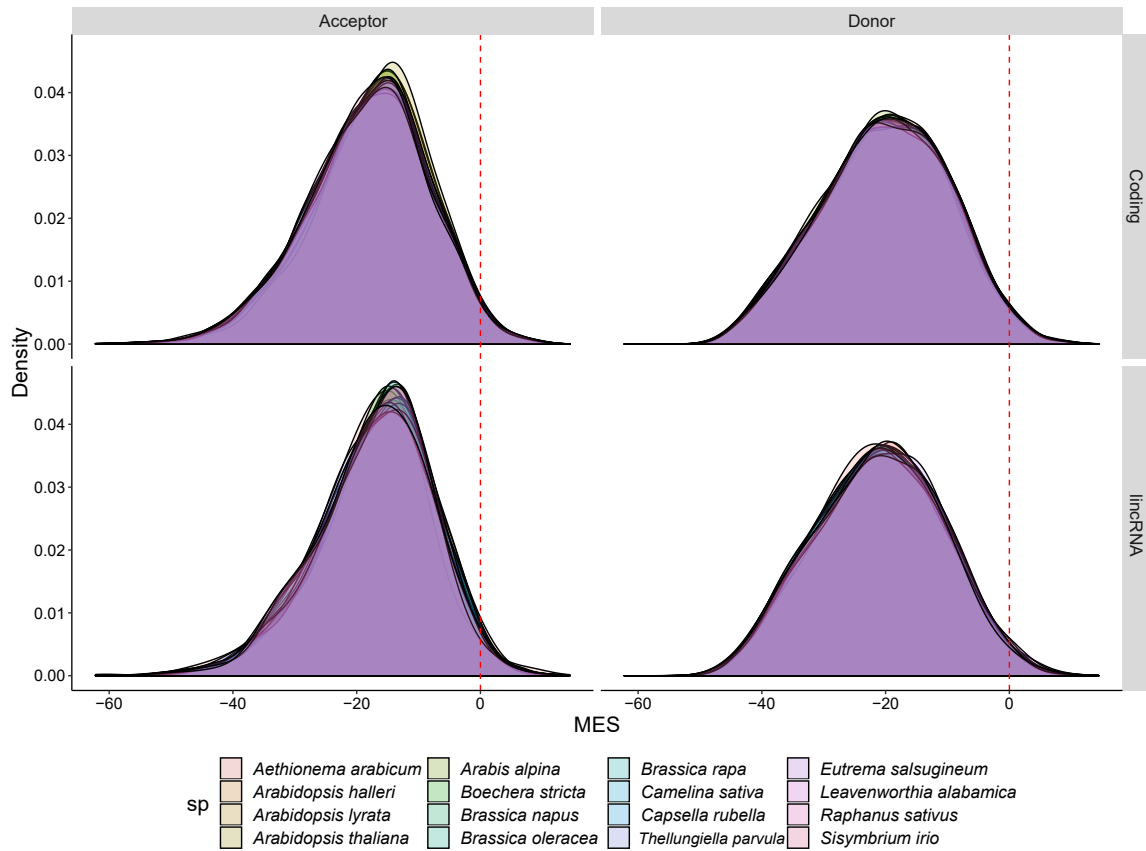 Acceptor
Donor
Coding
lincRNA
Density
0.04
0.03
0.02
0.01
0.00
0.04
0.03
0.02
0.01
0.00
−60
−40
−20
0
−60
−40
−20
0
MES
sp
Aethionema arabicum
Arabidopsis halleri
Arabidopsis lyrata
Arabidopsis thaliana
Arabis alpina
Boechera stricta
Brassica napus
Brassica oleracea
Brassica rapa
Camelina sativa
Capsella rubella
Thellungiella parvula
Eutrema salsugineum
Leavenworthia alabamica
Raphanus sativus
Sisymbrium irio